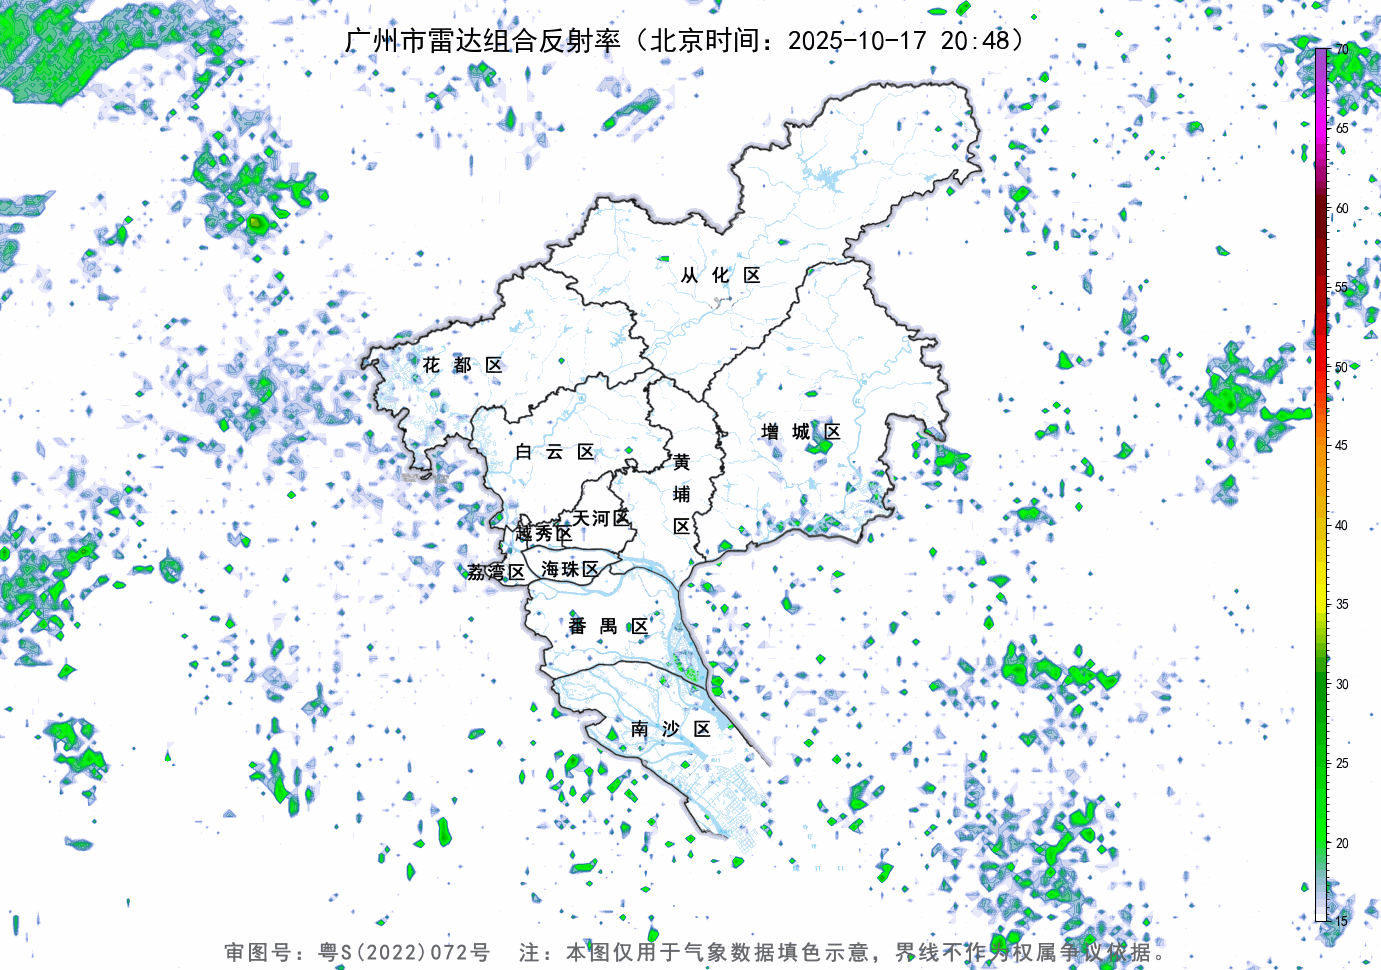 广州市雷达组合反射率（北京时间：2025-10-17 20:48）
70
65
60
55
50
45
40
35
30
25
20
15
从化区
花都区
增城区
白云区
黄埔区
天河区
越秀区
荔湾区
海珠区
番禺区
南沙区
审图号：粤S(2022)072号 注：本图仅用于气象数据填色示意，界线不作为权属争议依据。